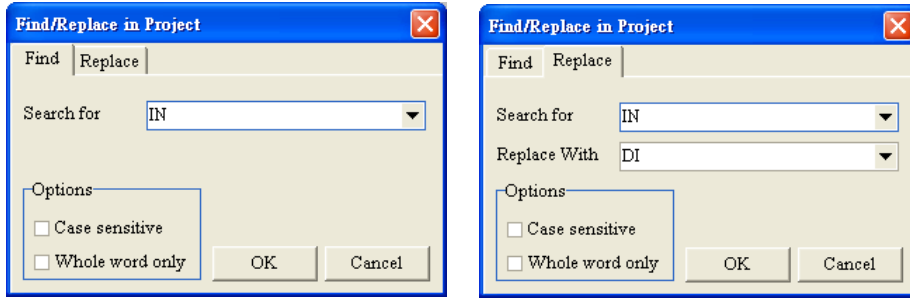 Find/Replace in Project
Find Replace
Search for IN
Options
Case sensitive
Whole word only OK Cancel
Find/Replace in Project
Find Replace
Search for IN
Replace With DI
Options
Case sensitive
Whole word only OK Cancel